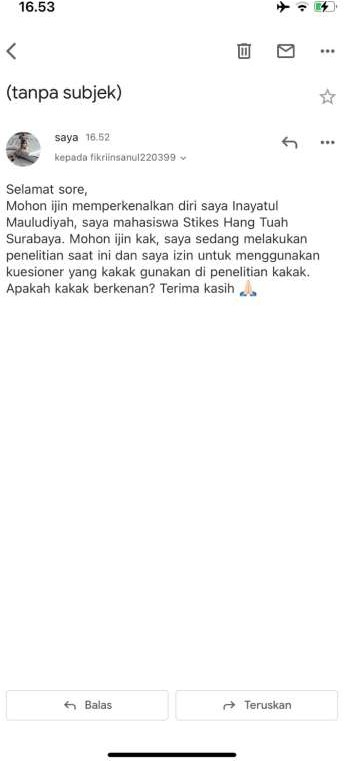 16.53
(tanpa subjek)
saya 16.52
kepada fikriinsanul220399
Selamat sore,
Mohon ijin memperkenalkan diri saya Inayatul
Mauludiyah, saya mahasiswa Stikes Hang Tuah
Surabaya. Mohon ijin kak, saya sedang melakukan
penelitian saat ini dan saya izin untuk menggunakan
kuesioner yang kakak gunakan di penelitian kakak.
Apakah kakak berkenan? Terima kasih 🙏🏻
Balas
Teruskan